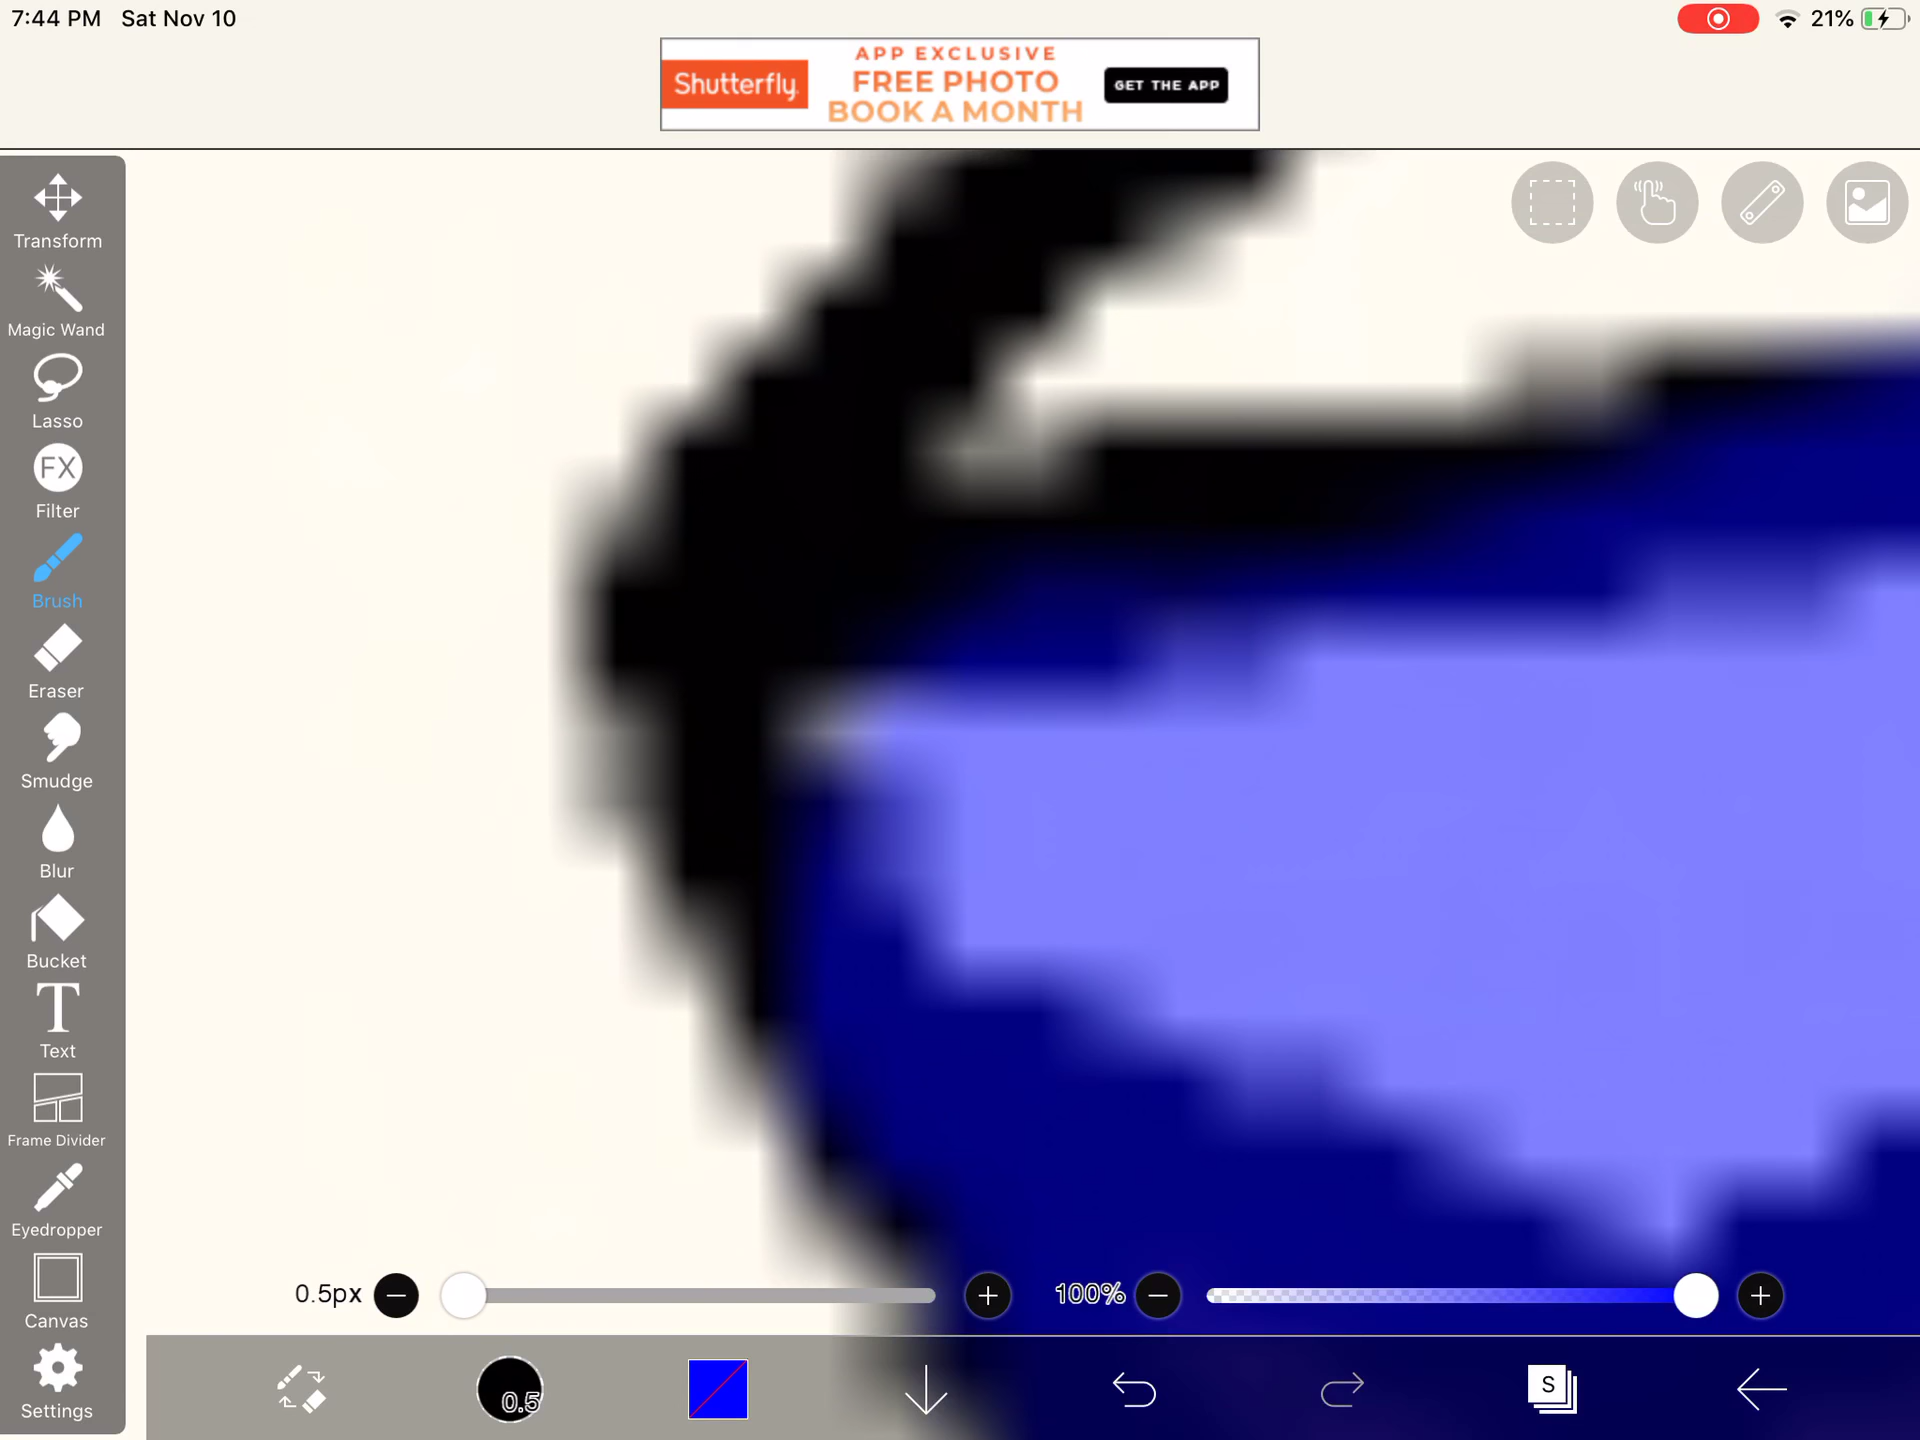 7:44 PM Sat Nov 10
21%
Shutterfly.
APP EXCLUSIVE
FREE PHOTO
BOOK A MONTH
GET THE APP
Transform
Magic Wand
Lasso
FX
Filter
Brush
Eraser
Smudge
Blur
Bucket
T
Text
Frame Divider
Eyedropper
Canvas
Settings
0.5px
100%
0.5
S